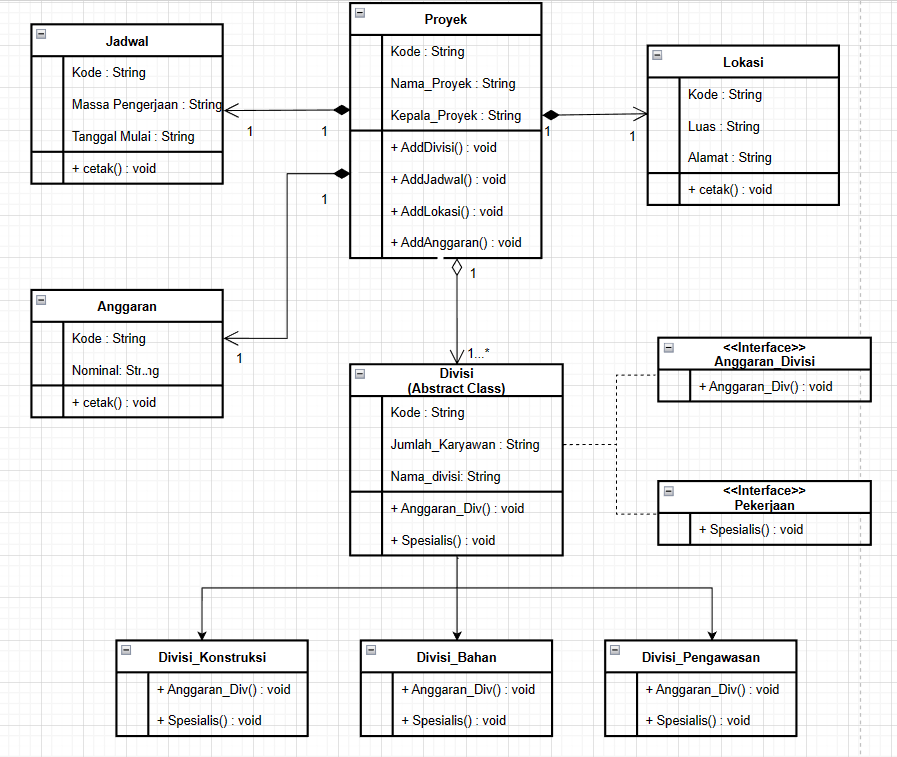 Proyek
Kode : String
Nama_Proyek : String
Kepala_Proyek : String
+ AddDivisi() : void
+ AddJadwal() : void
+ AddLokasi() : void
+ AddAnggaran() : void
Jadwal
Kode : String
Massa Pengerjaan : String
Tanggal Mulai : String
+ cetak() : void
1
1
Lokasi
Kode : String
Luas : String
Alamat : String
+ cetak() : void
1
1
1
Anggaran
Kode : String
Nominal: Str..ng
+ cetak() : void
1
1
1...*
Divisi
(Abstract Class)
Kode : String
Jumlah_Karyawan : String
Nama_divisi: String
+ Anggaran_Div() : void
+ Spesialis() : void
<<Interface>>
Anggaran_Divisi
+ Anggaran_Div() : void
<<Interface>>
Pekerjaan
+ Spesialis() : void
Divisi_Konstruksi
+ Anggaran_Div() : void
+ Spesialis() : void
Divisi_Bahan
+ Anggaran_Div() : void
+ Spesialis() : void
Divisi_Pengawasan
+ Anggaran_Div() : void
+ Spesialis() : void